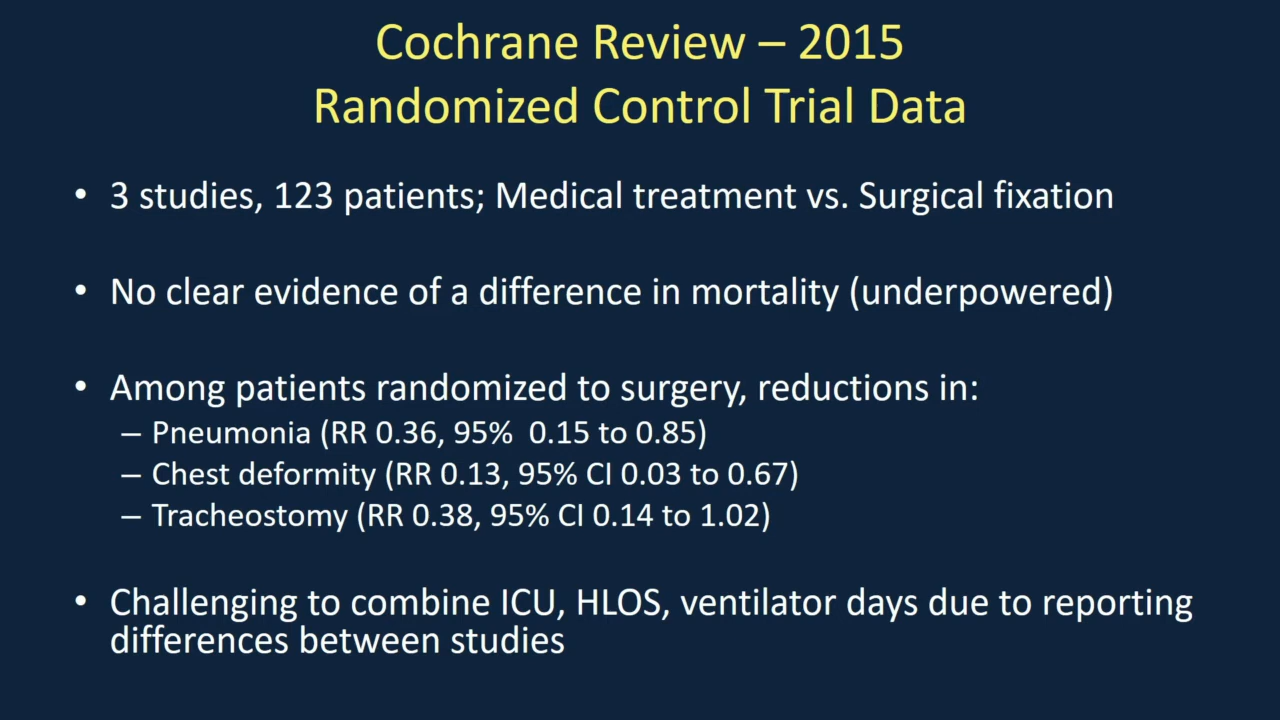 Cochrane Review – 2015
Randomized Control Trial Data
• 3 studies, 123 patients; Medical treatment vs. Surgical fixation
• No clear evidence of a difference in mortality (underpowered)
• Among patients randomized to surgery, reductions in:
– Pneumonia (RR 0.36, 95%  0.15 to 0.85)
– Chest deformity (RR 0.13, 95% CI 0.03 to 0.67)
– Tracheostomy (RR 0.38, 95% CI 0.14 to 1.02)
• Challenging to combine ICU, HLOS, ventilator days due to reporting
differences between studies